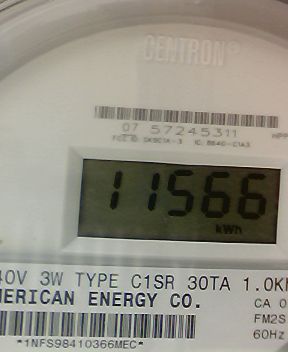 CENTRON®
07 57245311
11566
kWh
40V 3W TYPE C1SR 30TA 1.0K
MERICAN ENERGY CO.
CA 0
FM2S
60Hz
*1NFS98410366MEC*